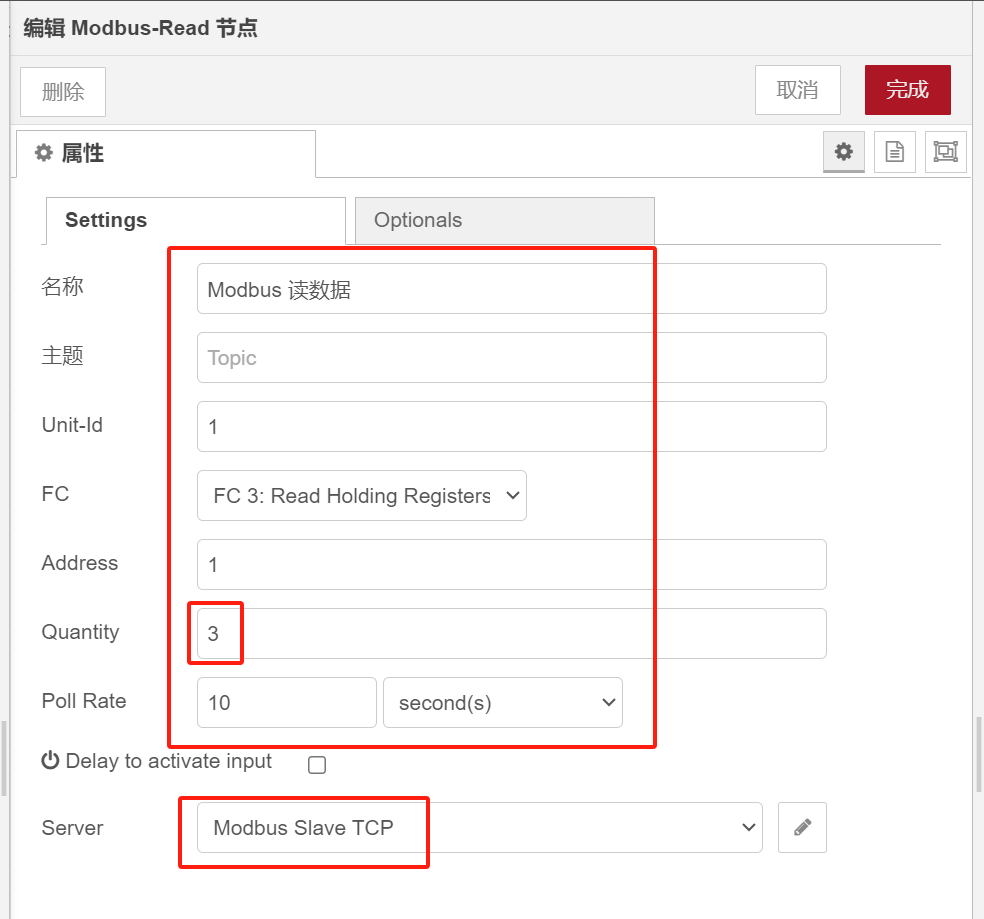 编辑 Modbus-Read 节点
删除
取消
完成
属性
Settings
Optionals
名称
Modbus 读数据
主题
Topic
Unit-Id
1
FC
FC 3: Read Holding Registers
Address
1
Quantity
3
Poll Rate
10
second(s)
Delay to activate input
Server
Modbus Slave TCP